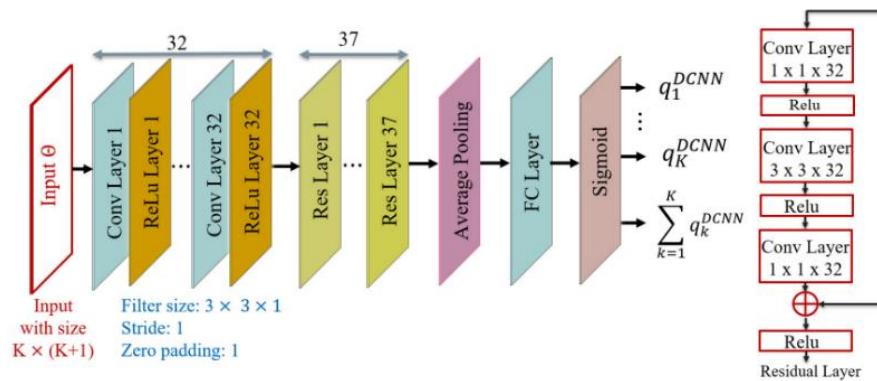 32
37
Input Θ
Conv Layer 1
ReLu Layer 1
...
Conv Layer 32
ReLu Layer 32
Res Layer 1
...
Res Layer 37
Average Pooling
FC Layer
Sigmoid
q_1^{DCNN}
⋮
q_K^{DCNN}
\sum_{k=1}^{K} q_k^{DCNN}
Input
with size
K × (K+1)
Filter size: 3 × 3 × 1
Stride: 1
Zero padding: 1
Conv Layer
1 x 1 x 32
Relu
Conv Layer
3 x 3 x 32
Relu
Conv Layer
1 x 1 x 32
Relu
Residual Layer